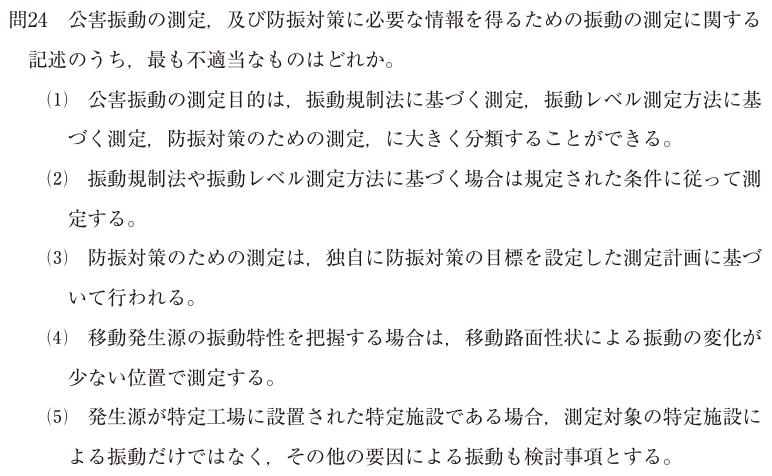 問24　公害振動の測定，及び防振対策に必要な情報を得るための振動の測定に関する
記述のうち，最も不適当なものはどれか。
(1)　公害振動の測定目的は，振動規制法に基づく測定，振動レベル測定方法に基
づく測定，防振対策のための測定，に大きく分類することができる。
(2)　振動規制法や振動レベル測定方法に基づく場合は規定された条件に従って測
定する。
(3)　防振対策のための測定は，独自に防振対策の目標を設定した測定計画に基づ
いて行われる。
(4)　移動発生源の振動特性を把握する場合は，移動路面性状による振動の変化が
少ない位置で測定する。
(5)　発生源が特定工場に設置された特定施設である場合，測定対象の特定施設に
よる振動だけではなく，その他の要因による振動も検討事項とする。